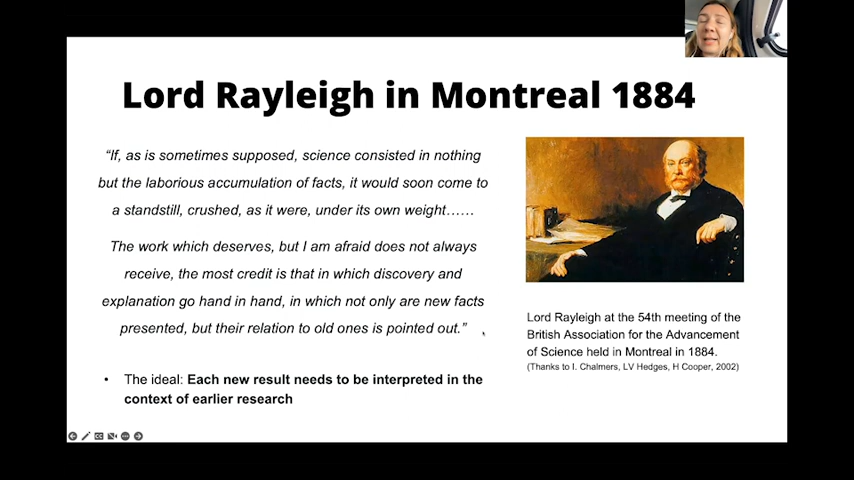 Lord Rayleigh in Montreal 1884
“If, as is sometimes supposed, science consisted in nothing
but the laborious accumulation of facts, it would soon come to
a standstill, crushed, as it were, under its own weight……
The work which deserves, but I am afraid does not always
receive, the most credit is that in which discovery and
explanation go hand in hand, in which not only are new facts
presented, but their relation to old ones is pointed out.”
• The ideal: Each new result needs to be interpreted in the
context of earlier research
Lord Rayleigh at the 54th meeting of the
British Association for the Advancement
of Science held in Montreal in 1884.
(Thanks to I. Chalmers, LV Hedges, H Cooper, 2002)